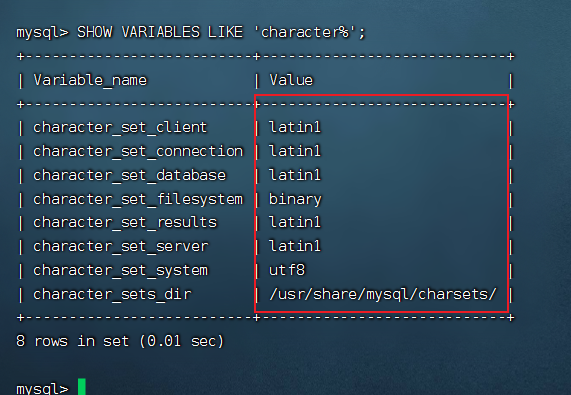 mysql> SHOW VARIABLES LIKE 'character%';
+--------------------------+----------------------------+
| Variable_name            | Value                      |
+--------------------------+----------------------------+
| character_set_client     | latin1                     |
| character_set_connection | latin1                     |
| character_set_database   | latin1                     |
| character_set_filesystem | binary                     |
| character_set_results    | latin1                     |
| character_set_server     | latin1                     |
| character_set_system     | utf8                       |
| character_sets_dir       | /usr/share/mysql/charsets/ |
+--------------------------+----------------------------+
8 rows in set (0.01 sec)
mysql>